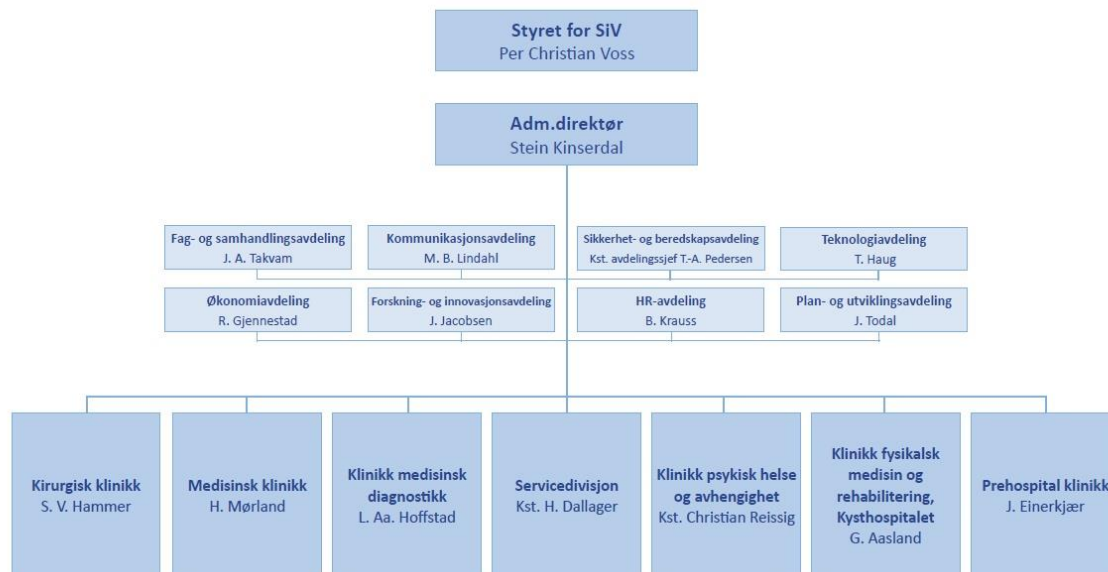 Styret for SiV
Per Christian Voss
Adm.direktør
Stein Kinserdal
Fag- og samhandlingsavdeling
J. A. Takvam
Kommunikasjonsavdeling
M. B. Lindahl
Sikkerhet- og beredskapsavdeling
Kst. avdelingssjef T.-A. Pedersen
Teknologiavdeling
T. Haug
Økonomiavdeling
R. Gjennestad
Forskning- og innovasjonsavdeling
J. Jacobsen
HR-avdeling
B. Krauss
Plan- og utviklingsavdeling
J. Todal
Kirurgisk klinikk
S. V. Hammer
Medisinsk klinikk
H. Mørland
Klinikk medisinsk
diagnostikk
L. Aa. Hoffstad
Servicedivisjon
Kst. H. Dallager
Klinikk psykisk helse
og avhengighet
Kst. Christian Reissig
Klinikk fysikalsk
medisin og
rehabilitering,
Kysthospitalet
G. Aasland
Prehospital klinikk
J. Einerkjær